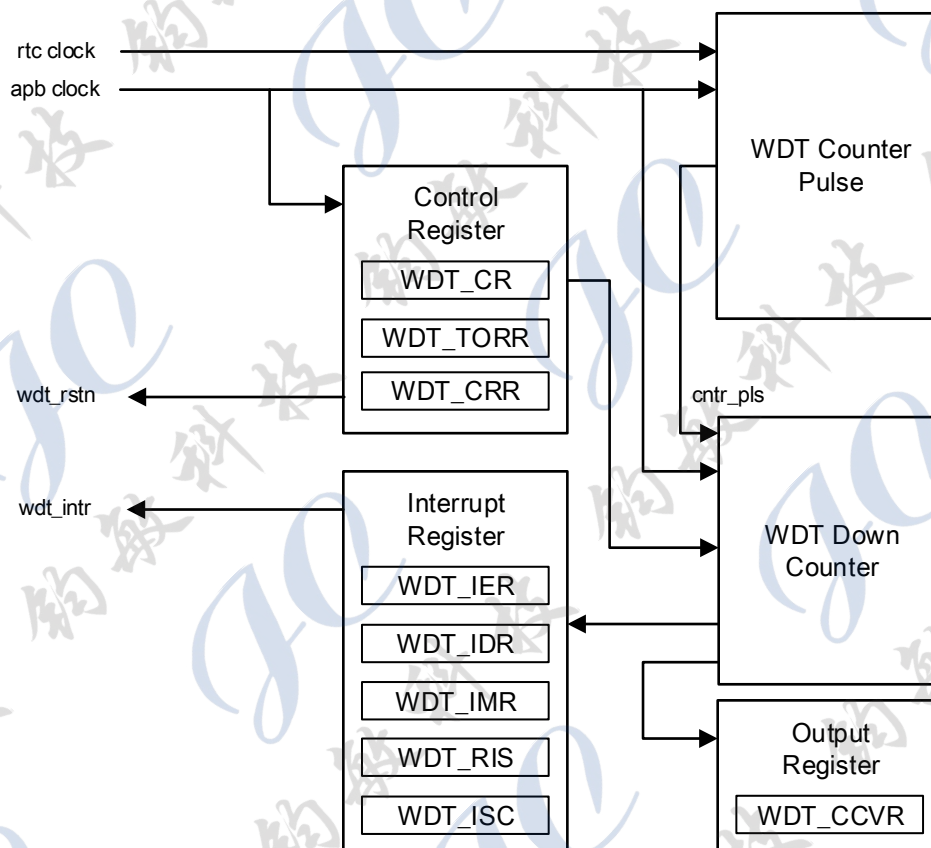 rtc clock
apb clock
WDT Counter
Pulse
Control
Register
WDT_CR
WDT_TORR
WDT_CRR
wdt_rstn
cntr_pls
wdt_intr
Interrupt
Register
WDT_IER
WDT_IDR
WDT_IMR
WDT_RIS
WDT_ISC
WDT Down
Counter
Output
Register
WDT_CCVR